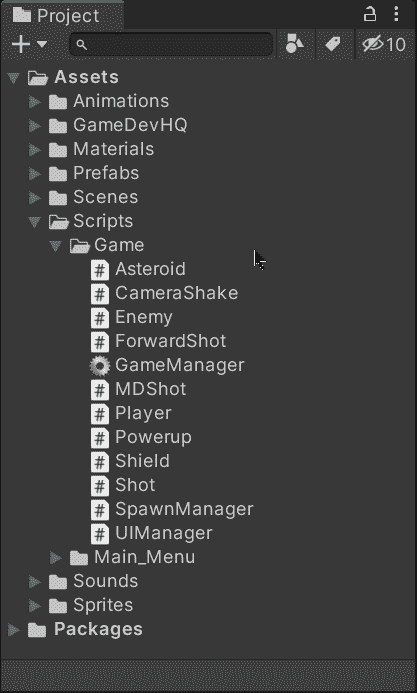 Project
10
Assets
Animations
GameDevHQ
Materials
Prefabs
Scenes
Scripts
Game
# Asteroid
# CameraShake
# Enemy
# ForwardShot
GameManager
# MDShot
# Player
# Powerup
# Shield
# Shot
# SpawnManager
# UIManager
Main_Menu
Sounds
Sprites
Packages